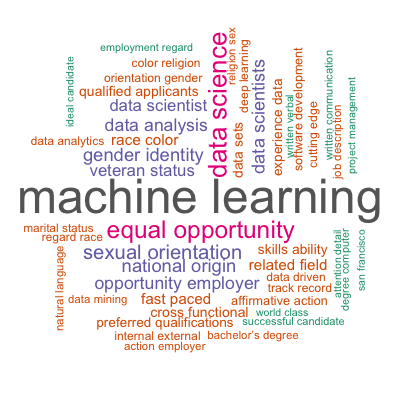 employment regard
color religion
orientation gender
qualified applicants
data scientist
data analysis
data analytics
race color
gender identity
veteran status
ideal candidate
data science
religion sex
deep learning
data sets
data scientists
experience data
written verbal
software development
cutting edge
written communication
job description
project management
machine learning
marital status
regard race
equal opportunity
sexual orientation
skills ability
national origin
related field
opportunity employer
data driven
track record
natural language
data mining
fast paced
affirmative action
cross functional
world class
preferred qualifications
successful candidate
internal external
bachelor's degree
action employer
attention detail
degree computer
san francisco